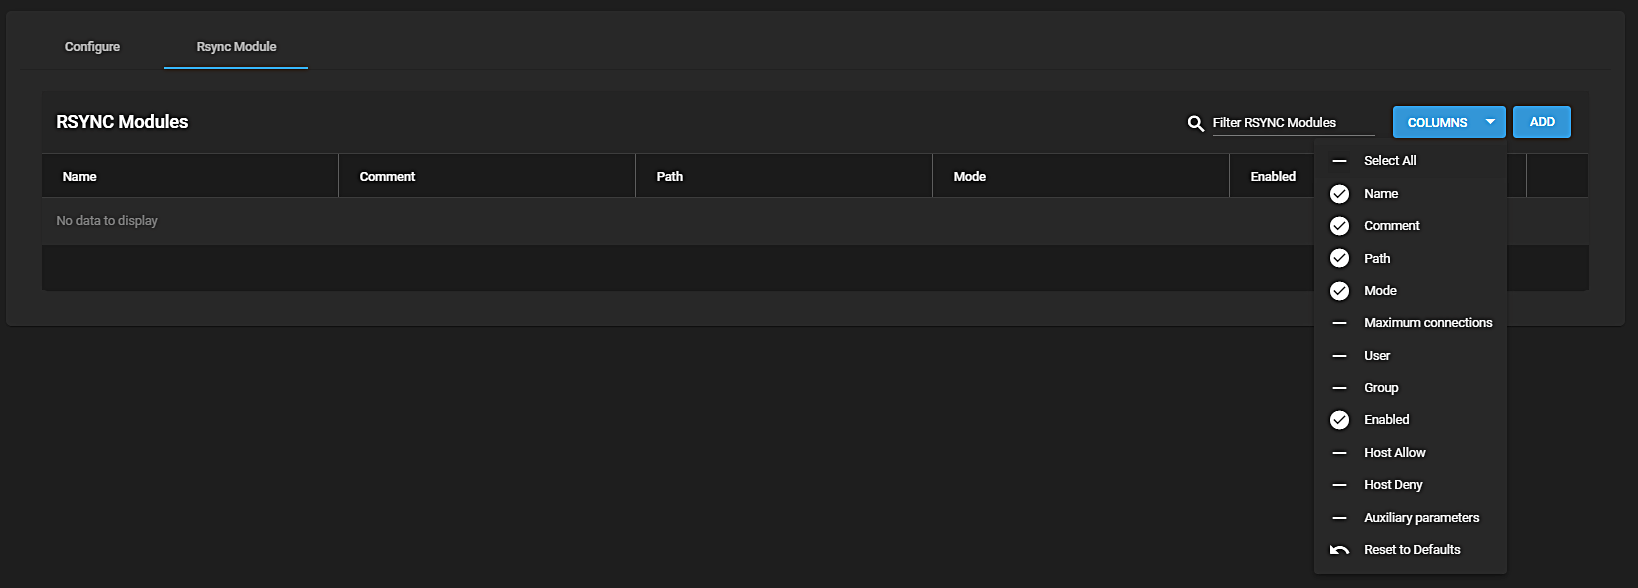 Configure Rsync Module
RSYNC Modules Filter RSYNC Modules COLUMNS ADD
Name Comment Path Mode Enabled
No data to display
Select All
Name
Comment
Path
Mode
Maximum connections
User
Group
Enabled
Host Allow
Host Deny
Auxiliary parameters
Reset to Defaults